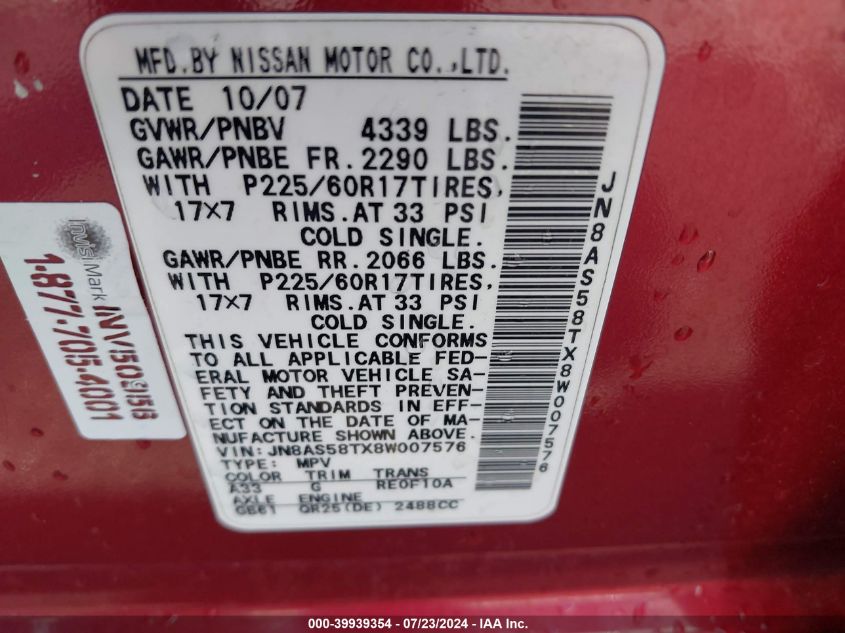 MFD.BY NISSAN MOTOR CO.,LTD.
DATE 10/07
GVWR/PNBV 4339 LBS.
GAWR/PNBE FR. 2290 LBS.
WITH P225/60R17TIRES,
17X7 RIMS.AT 33 PSI
COLD SINGLE.
GAWR/PNBE RR. 2066 LBS.
WITH P225/60R17TIRES,
17X7 RIMS.AT 33 PSI
COLD SINGLE.
THIS VEHICLE CONFORMS
TO ALL APPLICABLE FED-
ERAL MOTOR VEHICLE SA-
FETY AND THEFT PREVEN-
TION STANDARDS IN EFF-
ECT ON THE DATE OF MA-
NUFACTURE SHOWN ABOVE.
VIN: JN8AS58TX8W007576
TYPE: MPV
COLOR TRIM TRANS
A33 G RE0F10A
AXLE ENGINE
GB61 QR25(DE) 2488CC
JN8AS58TX8W007576
InvisiMark
INVI5029156
1-877-705-4001
000-39939354 / 07/23/2024 - IAA Inc.